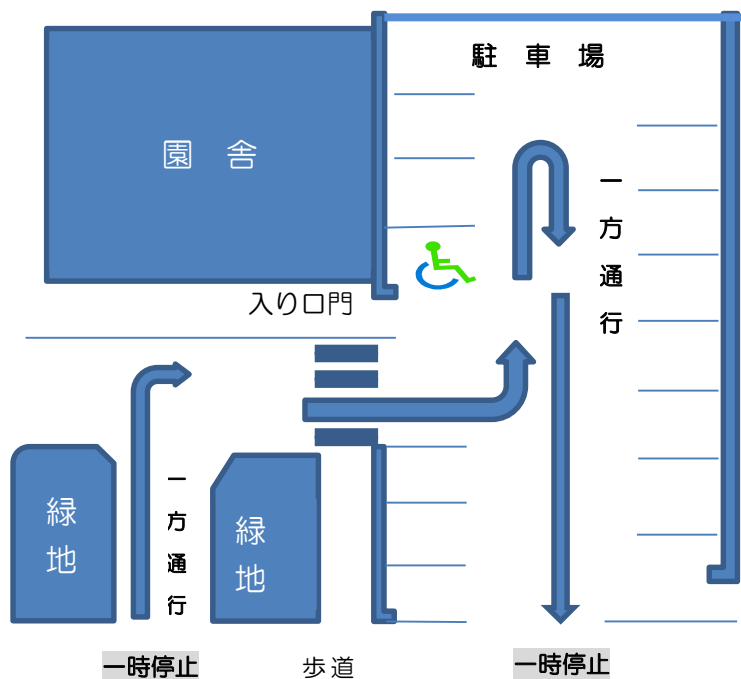 駐車場
園舎
一方通行
入り口門
一方通行
緑地
緑地
一時停止
歩道
一時停止